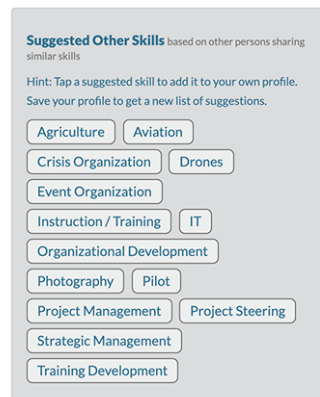 Suggested Other Skills based on other persons sharing
similar skills
Hint: Tap a suggested skill to add it to your own profile.
Save your profile to get a new list of suggestions.
Agriculture Aviation
Crisis Organization Drones
Event Organization
Instruction / Training IT
Organizational Development
Photography Pilot
Project Management Project Steering
Strategic Management
Training Development